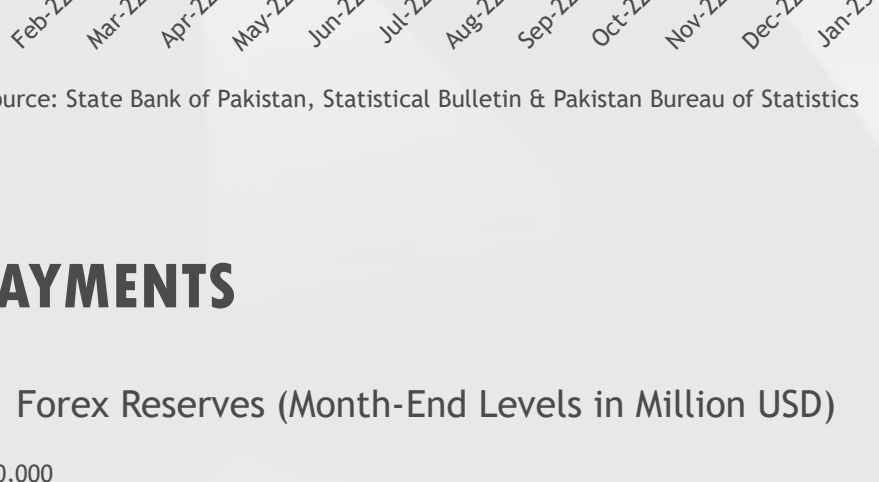 Feb-22 Mar-22 Apr-22 May-22 Jun-22 Jul-22 Aug-22 Sep-22 Oct-22 Nov-22 Dec-22 Jan-23
ource: State Bank of Pakistan, Statistical Bulletin & Pakistan Bureau of Statistics
AYMENTS
Forex Reserves (Month-End Levels in Million USD)
0,000